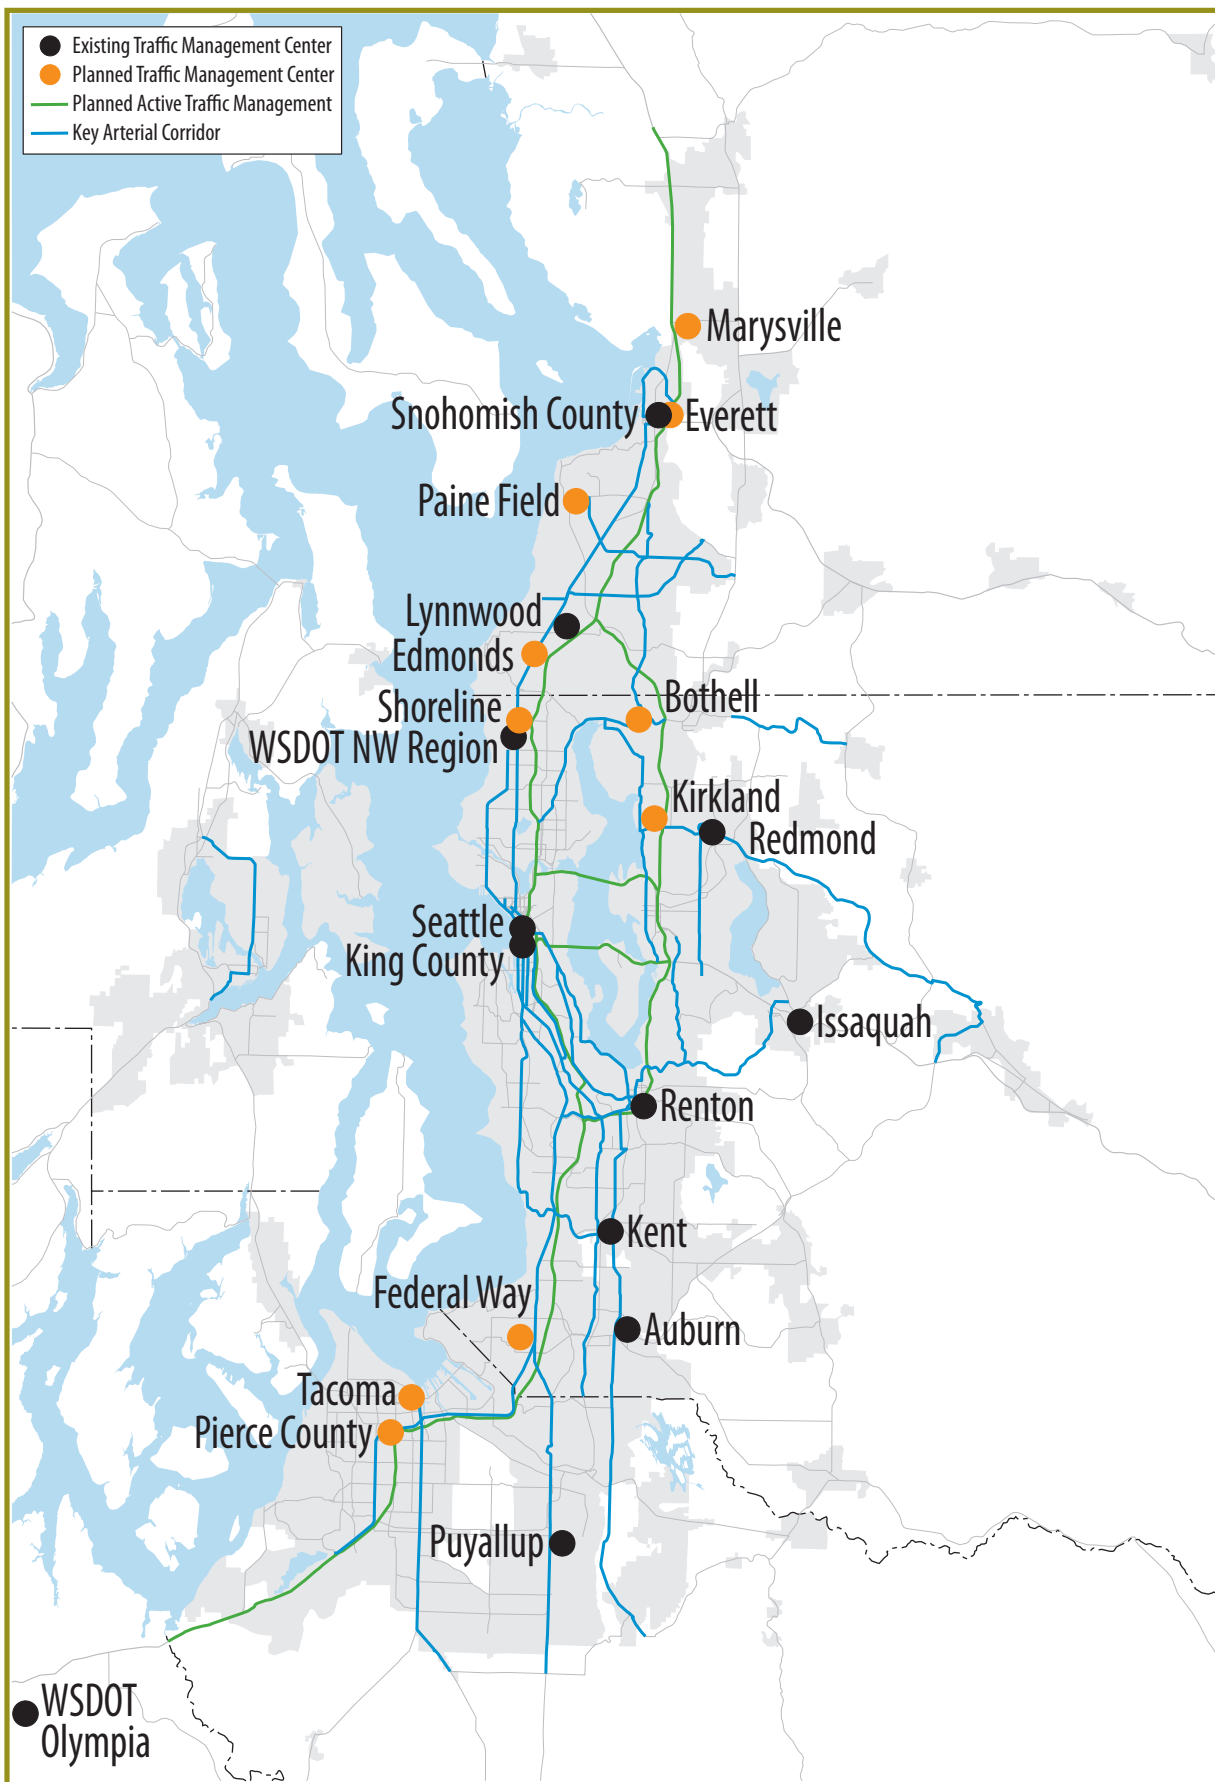 Existing Traffic Management Center
Planned Traffic Management Center
Planned Active Traffic Management
Key Arterial Corridor
Marysville
Snohomish County
Everett
Paine Field
Lynnwood
Edmonds
Bothell
Shoreline
WSDOT NW Region
Kirkland
Redmond
Seattle
King County
Issaquah
Renton
Kent
Federal Way
Auburn
Tacoma
Pierce County
Puyallup
WSDOT
Olympia